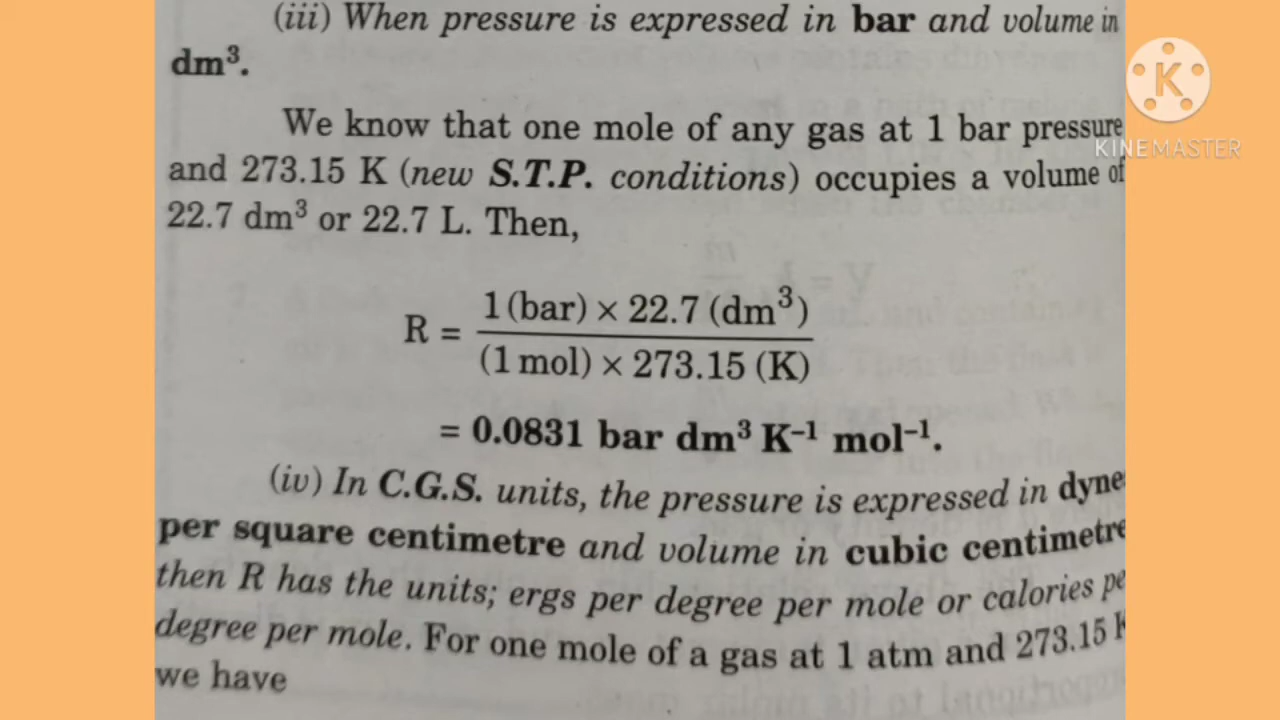 (iii) When pressure is expressed in bar and volume in
dm³.
We know that one mole of any gas at 1 bar pressure
and 273.15 K (new S.T.P. conditions) occupies a volume of
22.7 dm³ or 22.7 L. Then,
R = 1 (bar) × 22.7 (dm³) / (1 mol) × 273.15 (K)
= 0.0831 bar dm³ K⁻¹ mol⁻¹.
(iv) In C.G.S. units, the pressure is expressed in dyne
per square centimetre and volume in cubic centimetre
then R has the units; ergs per degree per mole or calories pe
degree per mole. For one mole of a gas at 1 atm and 273.15 K
we have
K
KINEMASTER